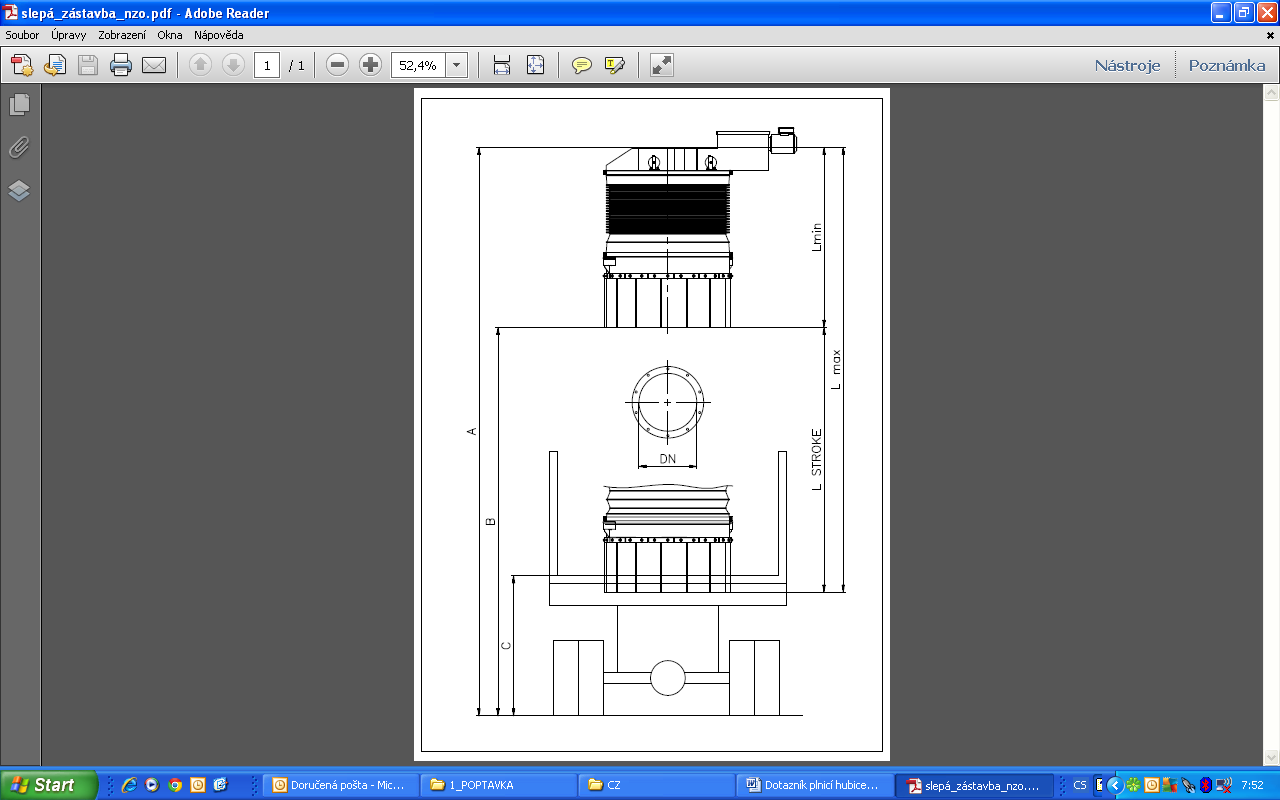 slepá_zástavba_nzo.pdf - Adobe Reader
Soubor Úpravy Zobrazení Okna Nápověda
1 / 1 52,4% Nástroje Poznámka
Lmin
L max
A
L STROKE
DN
B
C
Start Doručená pošta - Mic... 1_POPTAVKA CZ Dotazník plnicí hubice... slepá_zástavba_nzo.... CS 7:52